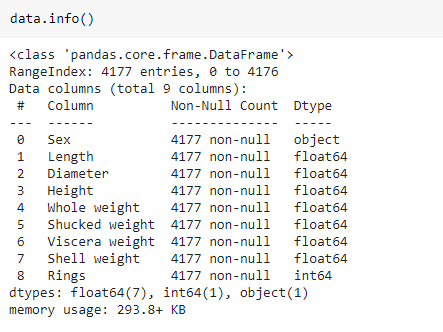 data.info()
<class 'pandas.core.frame.DataFrame'>
RangeIndex: 4177 entries, 0 to 4176
Data columns (total 9 columns):
 #   Column          Non-Null Count  Dtype
---  ------          --------------  -----
 0   Sex             4177 non-null   object
 1   Length          4177 non-null   float64
 2   Diameter        4177 non-null   float64
 3   Height          4177 non-null   float64
 4   Whole weight    4177 non-null   float64
 5   Shucked weight  4177 non-null   float64
 6   Viscera weight  4177 non-null   float64
 7   Shell weight    4177 non-null   float64
 8   Rings           4177 non-null   int64
dtypes: float64(7), int64(1), object(1)
memory usage: 293.8+ KB